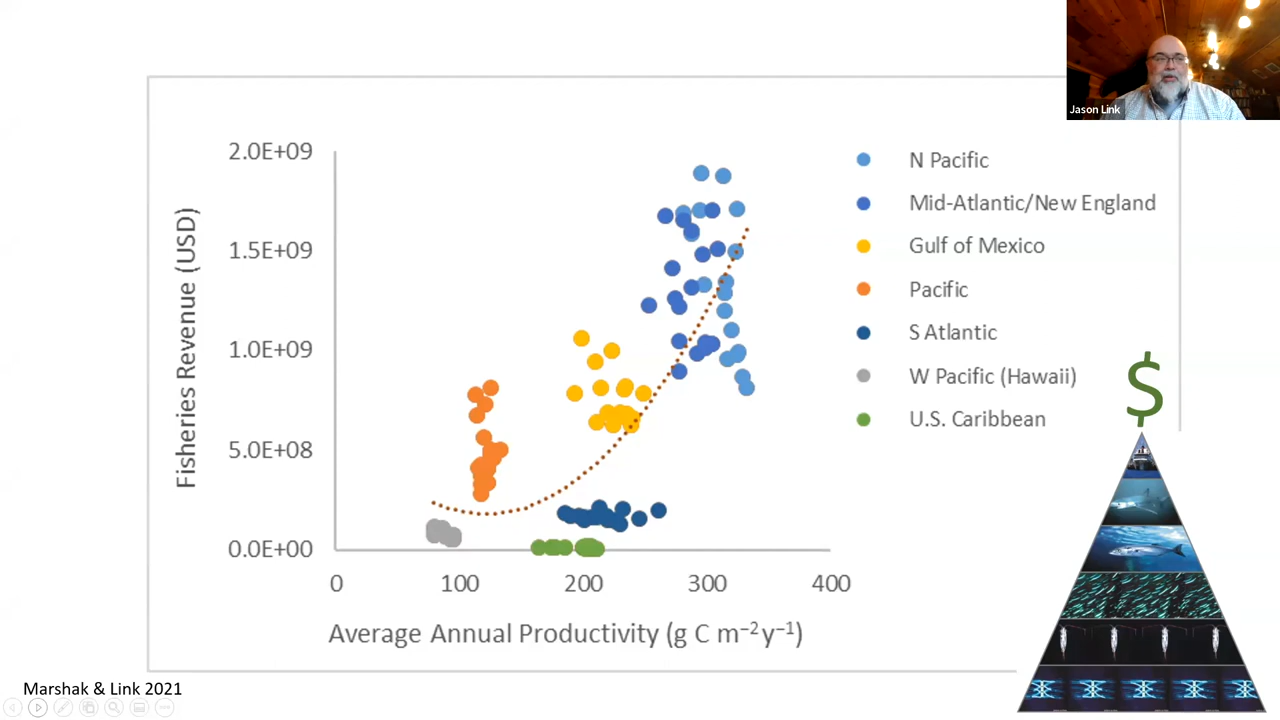 Jason Link
2.0E+09
1.5E+09
1.0E+09
5.0E+08
0.0E+00
Fisheries Revenue (USD)
0 100 200 300 400
Average Annual Productivity (g C m⁻²y⁻¹)
N Pacific
Mid-Atlantic/New England
Gulf of Mexico
Pacific
S Atlantic
W Pacific (Hawaii)
U.S. Caribbean
$
Marshak & Link 2021